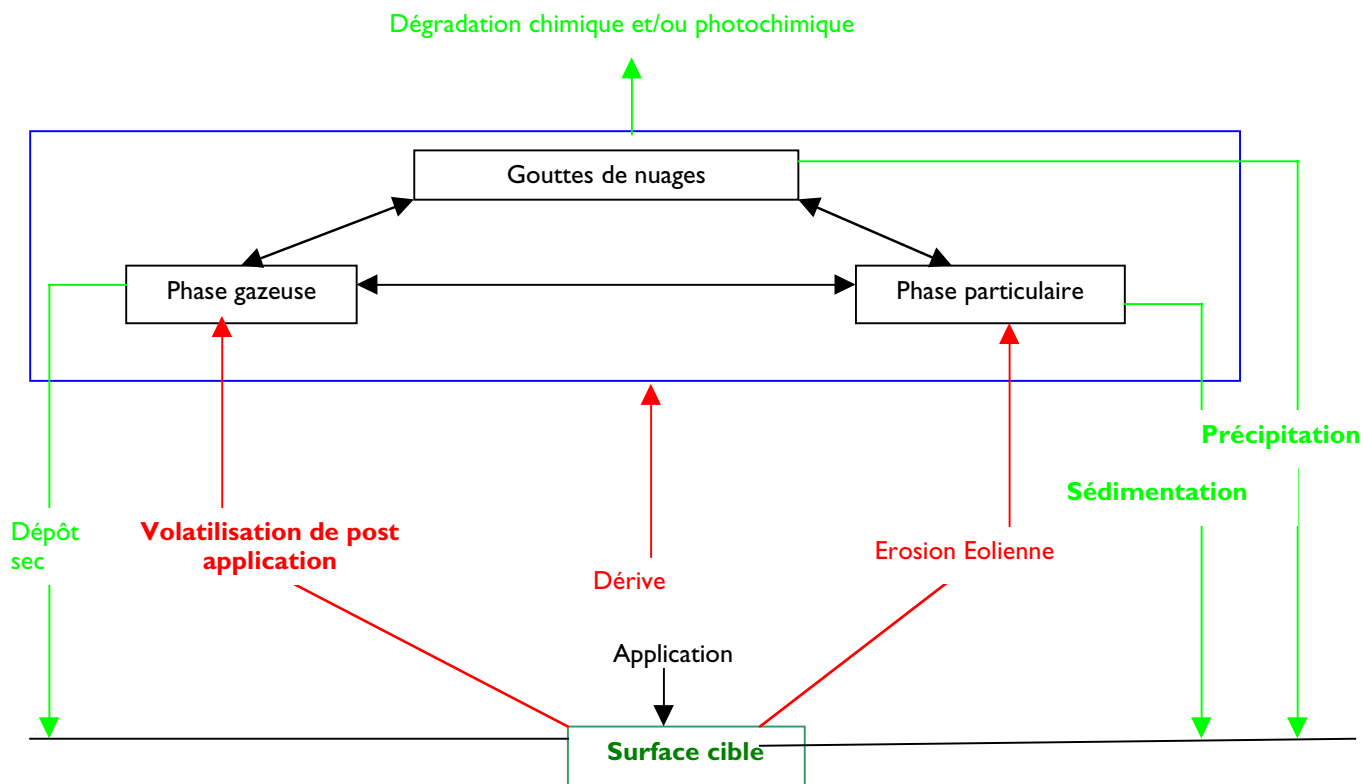 Dégradation chimique et/ou photochimique
Gouttes de nuages
Phase gazeuse
Phase particulaire
Précipitation
Sédimentation
Dépôt
sec
Volatilisation de post
application
Erosion Eolienne
Dérive
Application
Surface cible